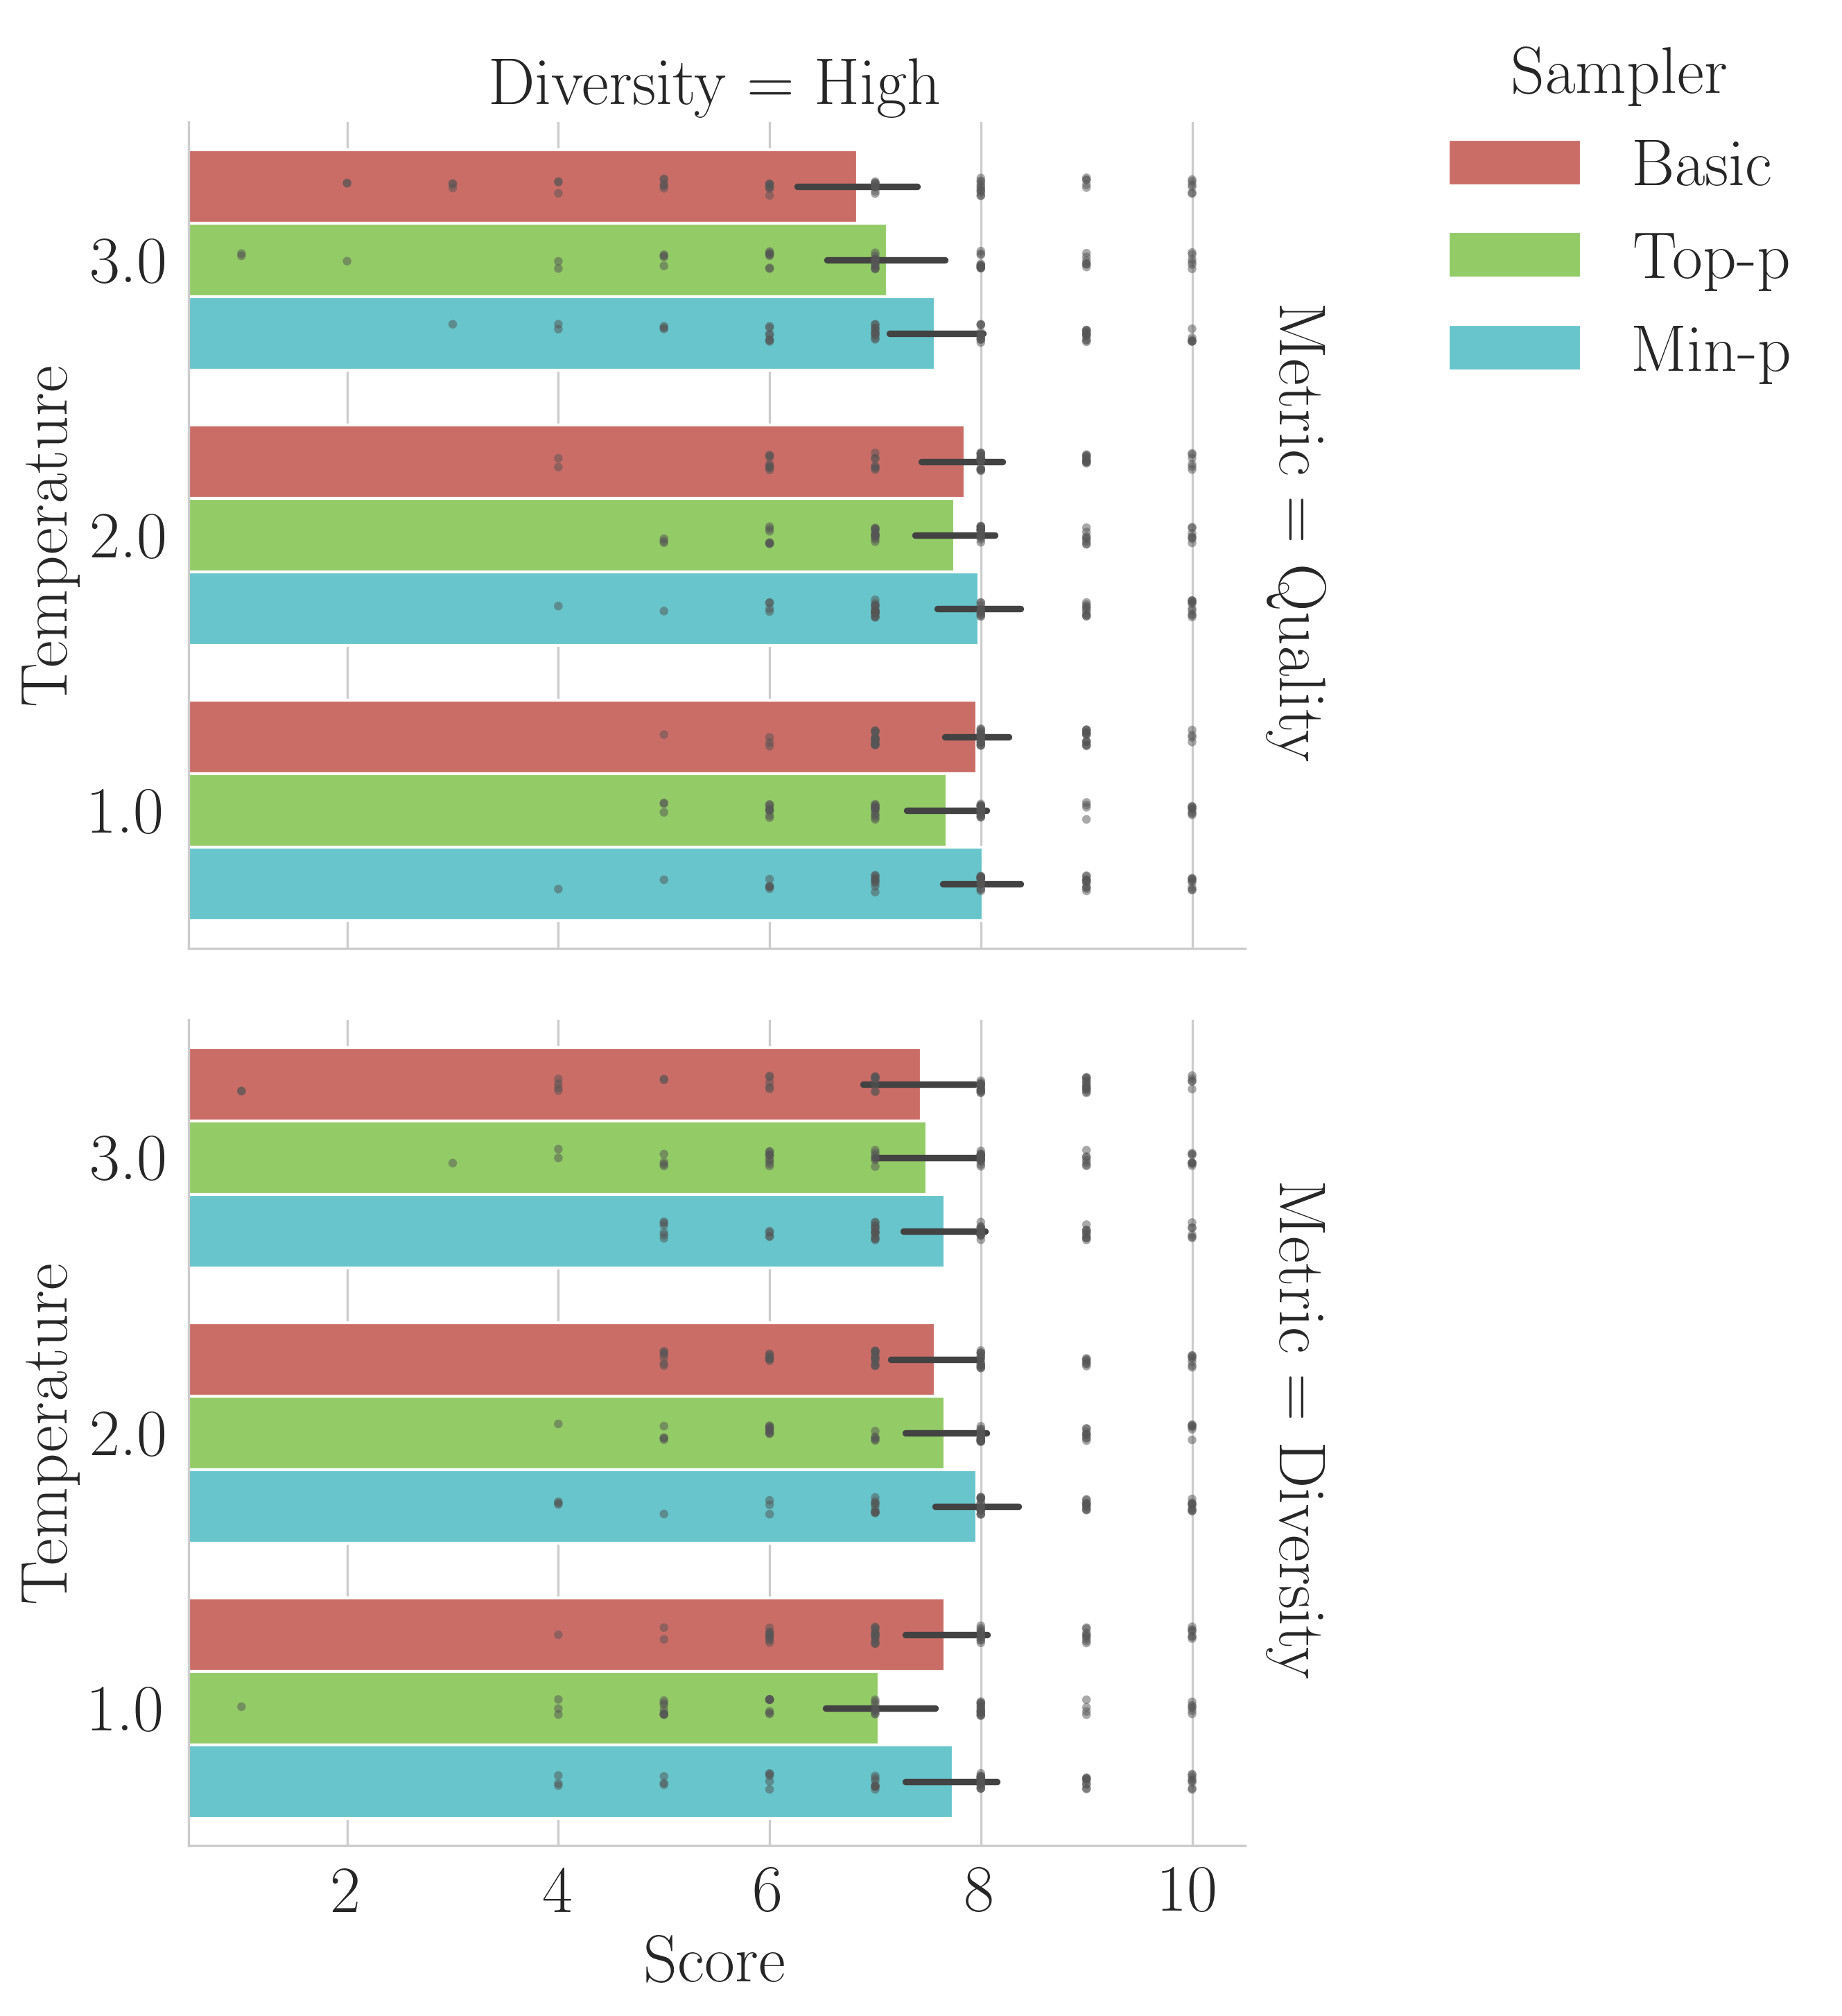 Diversity = High
Sampler
Basic
Top-p
Min-p
Temperature
3.0
2.0
1.0
Metric = Quality
Temperature
3.0
2.0
1.0
Metric = Diversity
2 4 6 8 10
Score